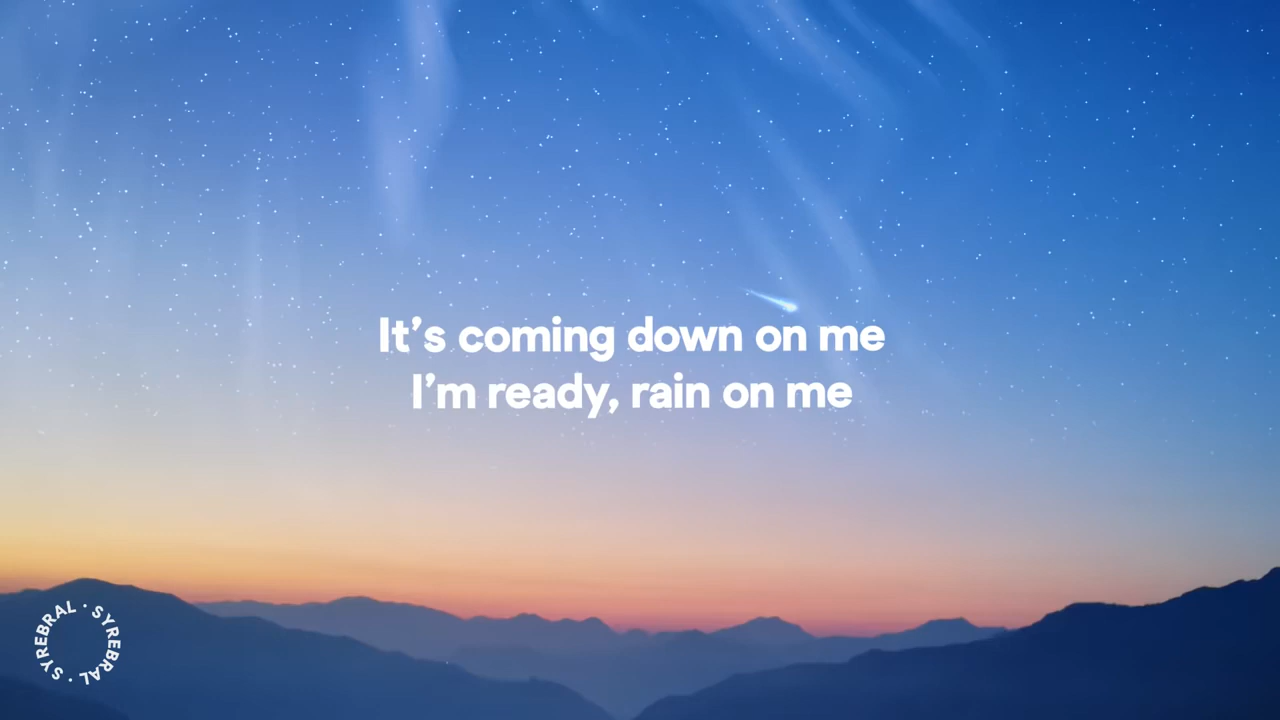 It’s coming down on me
I’m ready, rain on me
SYREBRAL · SYREBRAL ·